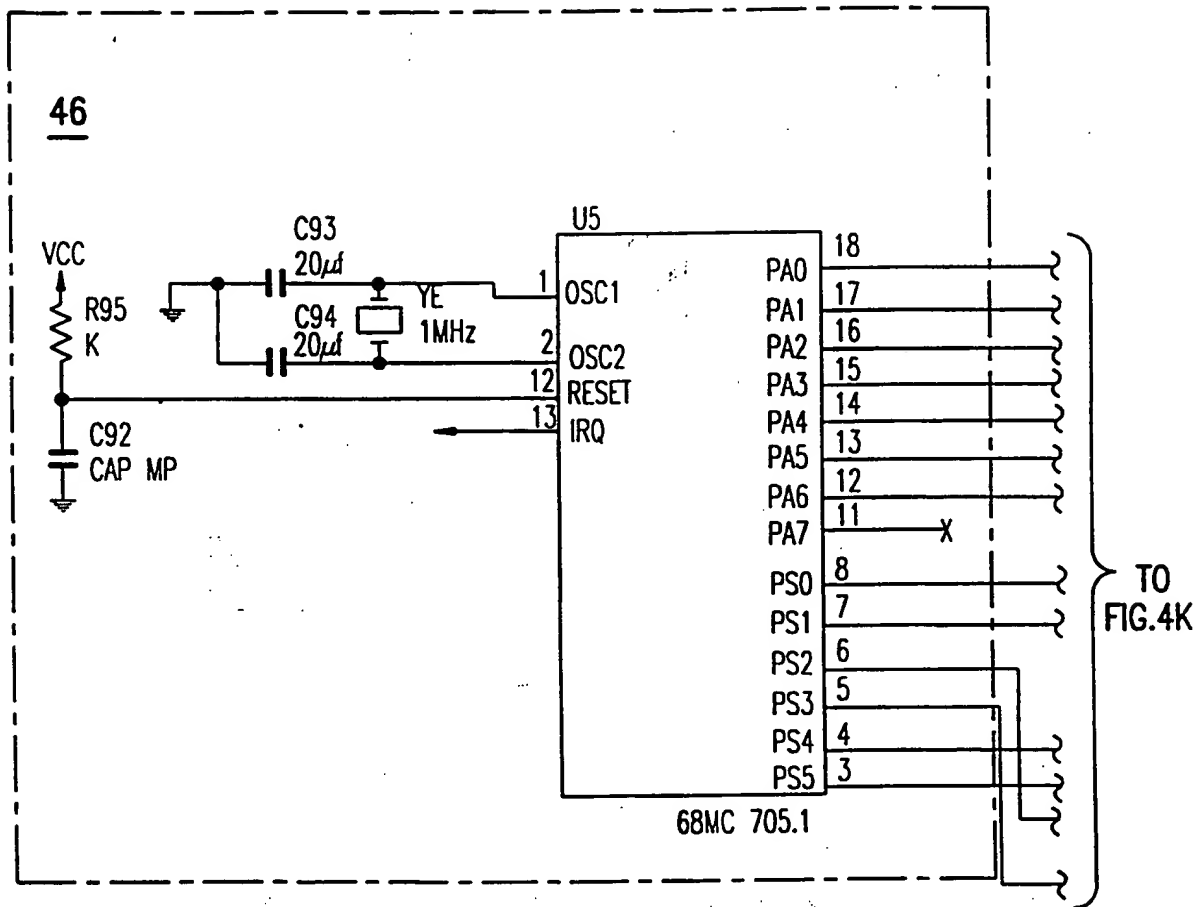 46
VCC
R95
K
C92
CAP MP
C93
20µf
C94
20µf
YE
1MHz
U5
1
OSC1
2
OSC2
12
RESET
13
IRQ
PA0
18
PA1
17
PA2
16
PA3
15
PA4
14
PA5
13
PA6
12
PA7
11
X
PS0
8
PS1
7
PS2
6
PS3
5
PS4
4
PS5
3
68MC 705.1
TO
FIG.4K